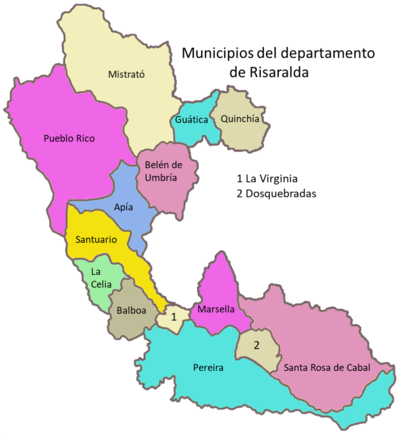 Municipios del departamento
de Risaralda
Mistrató
Pueblo Rico
Guática
Quinchía
Belén de
Umbría
1 La Virginia
2 Dosquebradas
Apía
Santuario
La
Celia
Balboa
1
Marsella
2
Pereira
Santa Rosa de Cabal